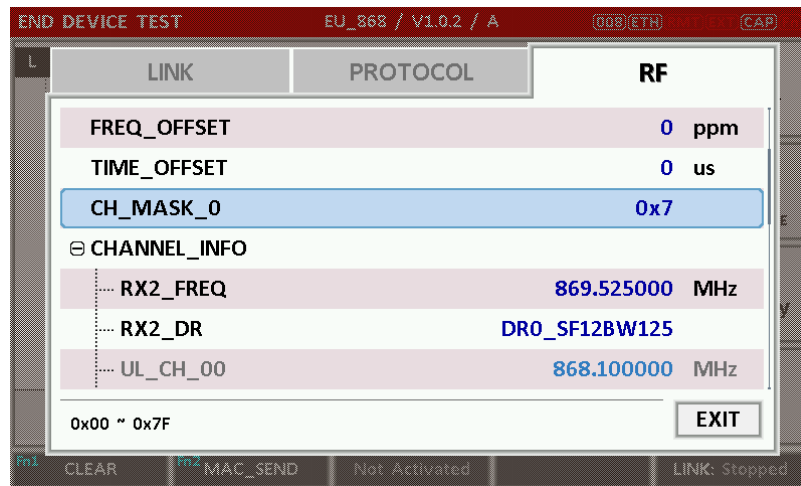 END DEVICE TEST EU_868 / V1.0.2 / A 008 ETH CAP
L
LINK PROTOCOL RF
FREQ_OFFSET 0 ppm
TIME_OFFSET 0 us
CH_MASK_0 0x7
CHANNEL_INFO
RX2_FREQ 869.525000 MHz
RX2_DR DR0_SF12BW125
UL_CH_00 868.100000 MHz
0x00 ~ 0x7F EXIT
Fn1 CLEAR Fn2 MAC_SEND Not Activated LINK: Stopped